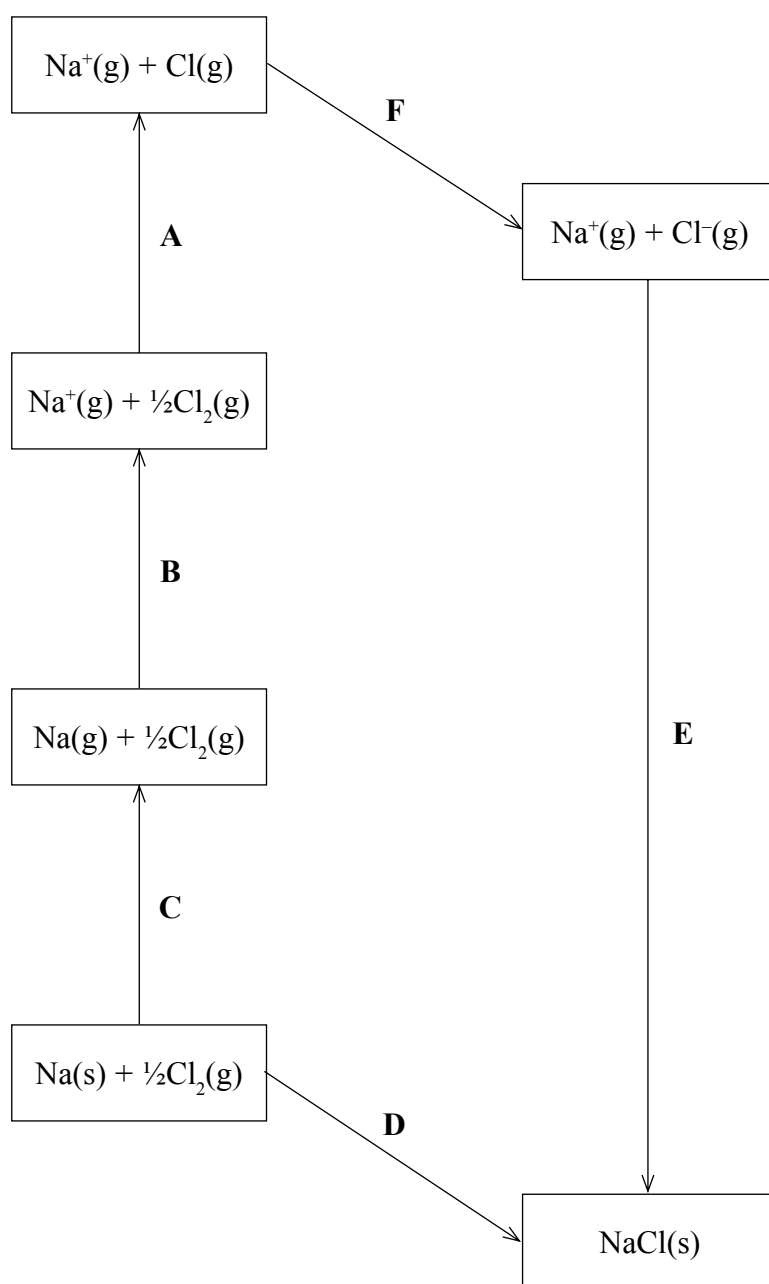 Na⁺(g) + Cl(g)
F
Na⁺(g) + Cl⁻(g)
A
Na⁺(g) + ½Cl₂(g)
B
Na(g) + ½Cl₂(g)
E
C
Na(s) + ½Cl₂(g)
D
NaCl(s)